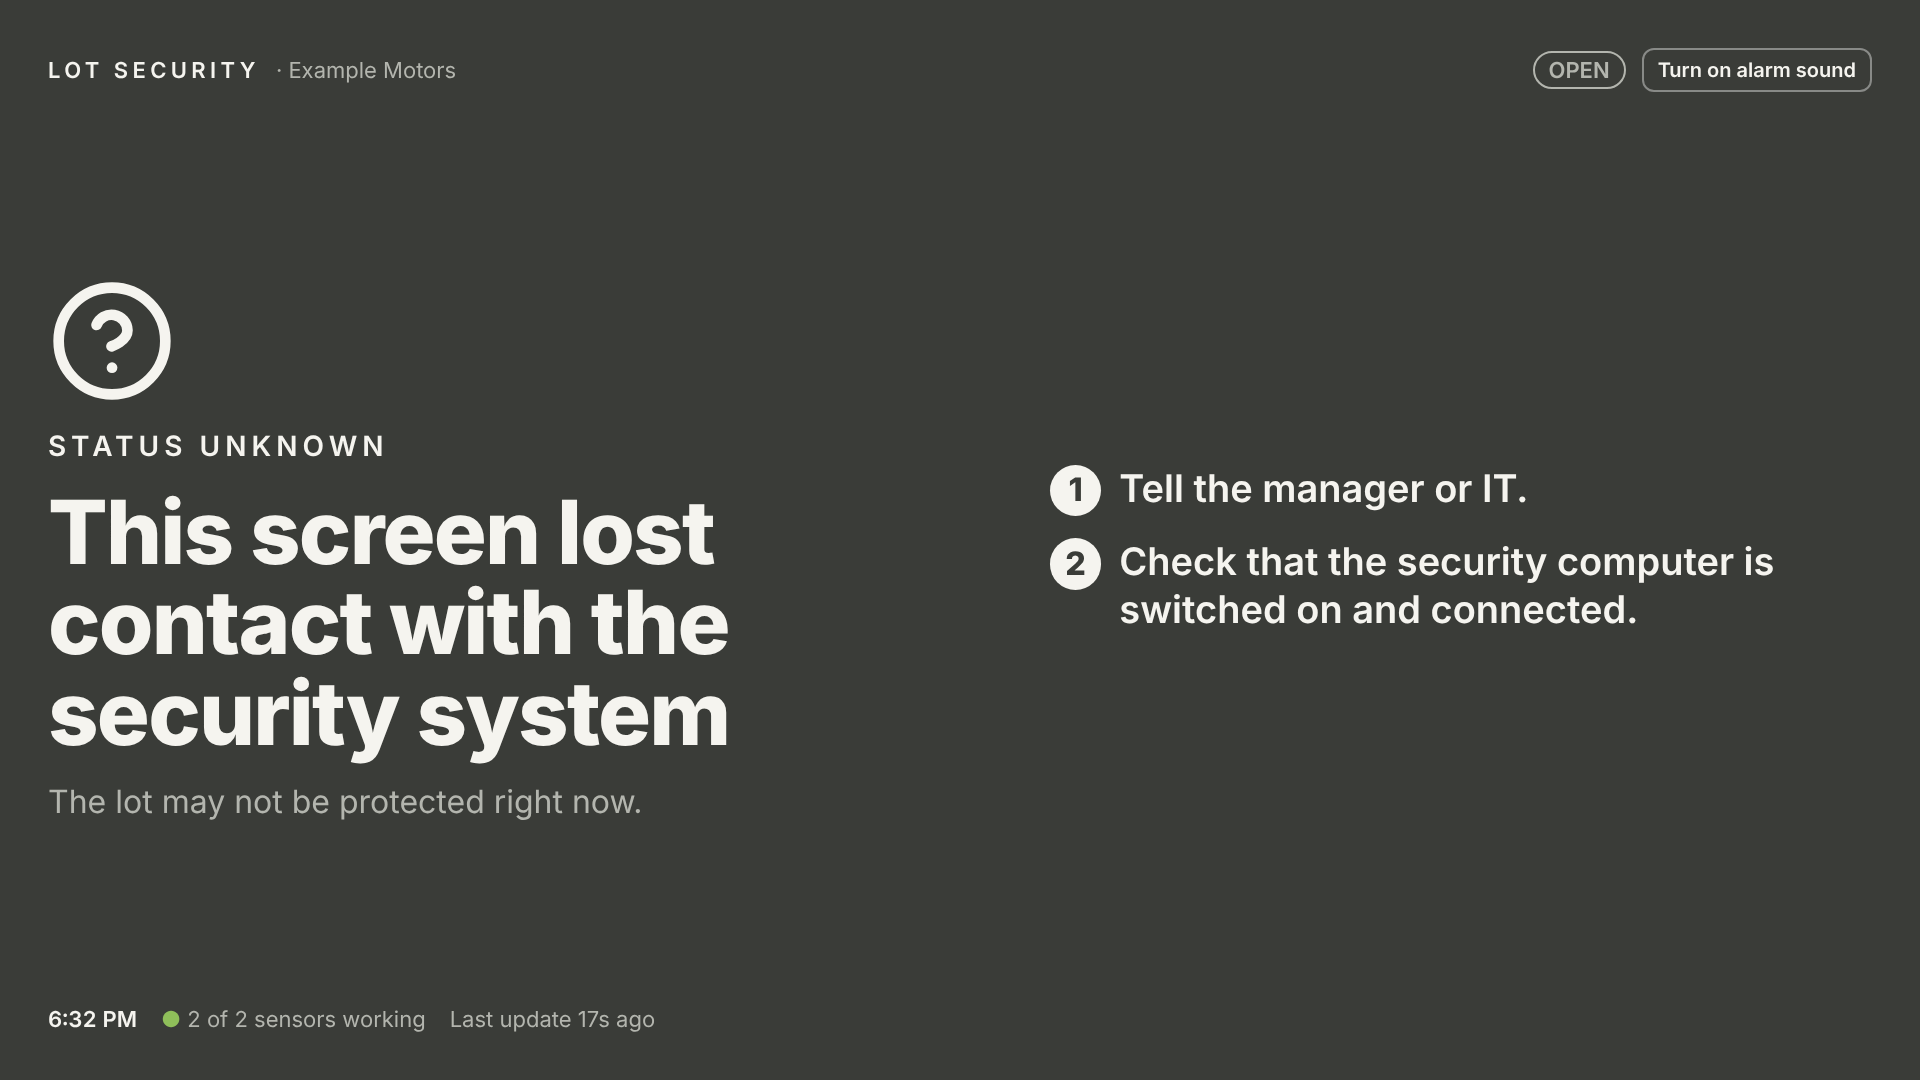 LOT SECURITY · Example Motors
OPEN
Turn on alarm sound
?
STATUS UNKNOWN
This screen lost
contact with the
security system
The lot may not be protected right now.
1 Tell the manager or IT.
2 Check that the security computer is
switched on and connected.
6:32 PM 2 of 2 sensors working Last update 17s ago